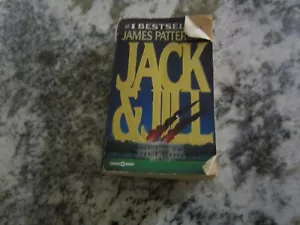 #1 BESTSEL
JAMES PATTERS
JACK
& JILL